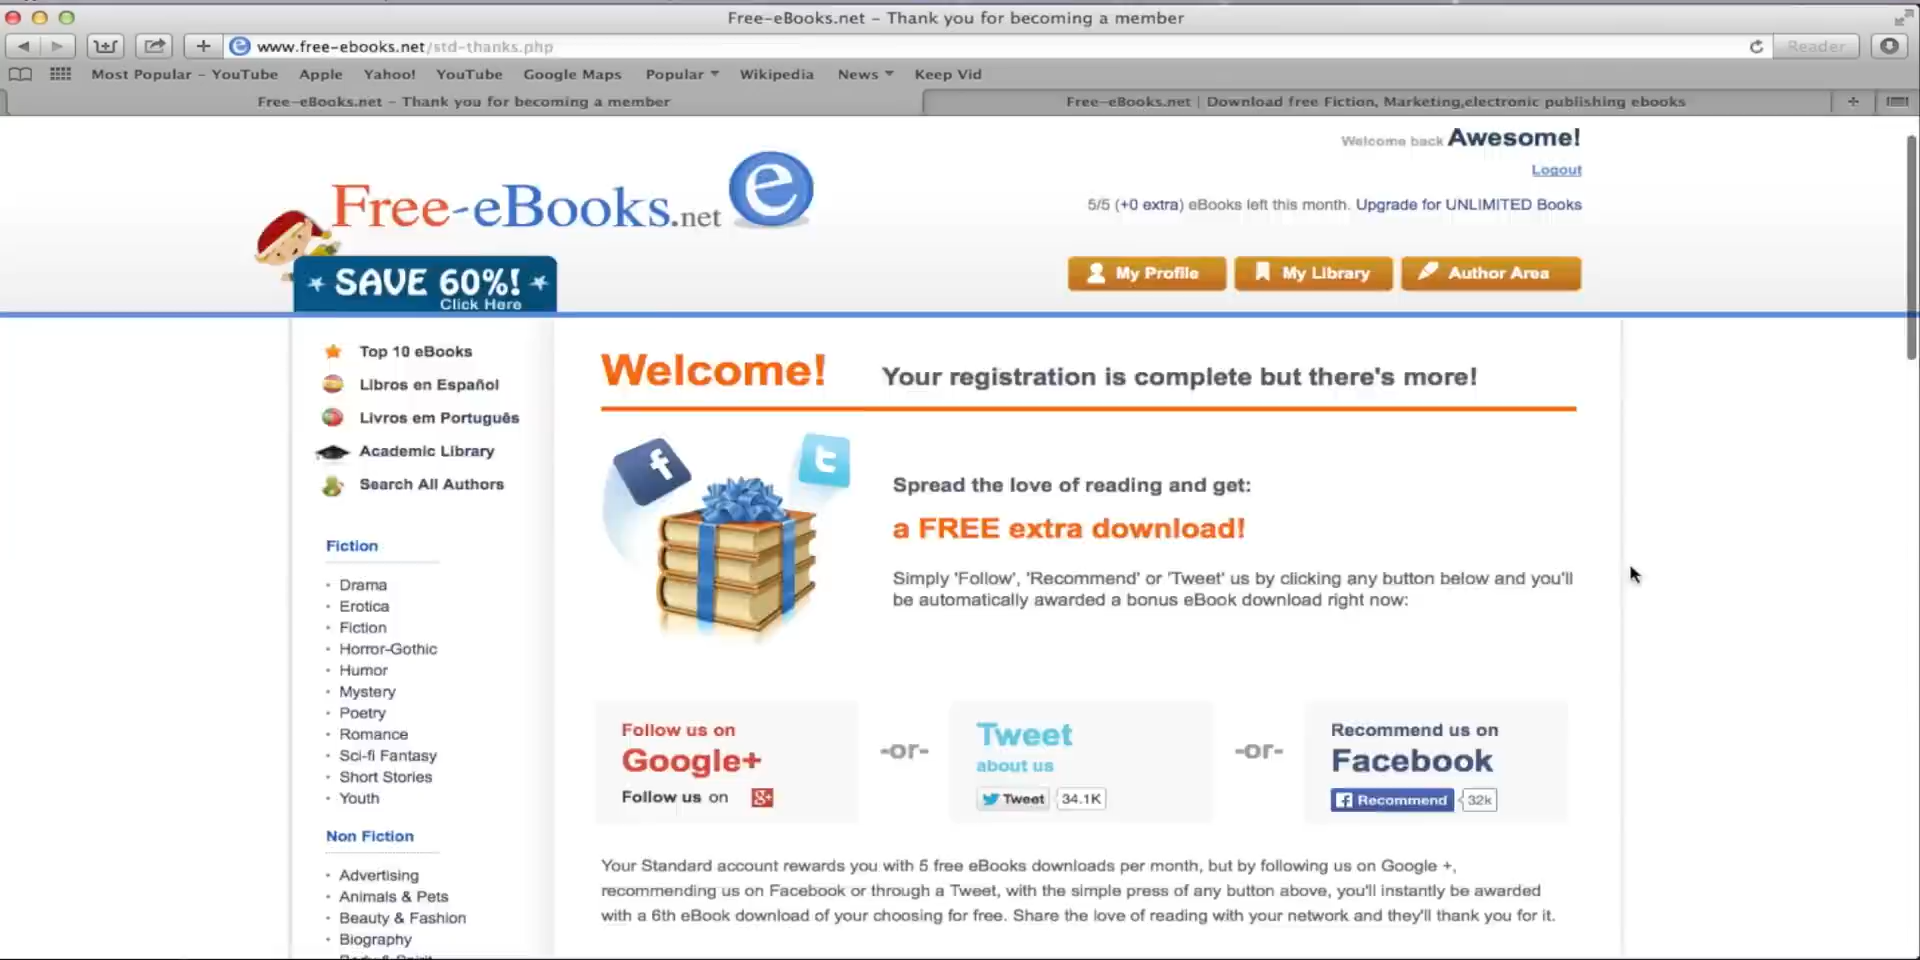 Free-eBooks.net – Thank you for becoming a member
www.free-ebooks.net/std-thanks.php
Reader
Most Popular – YouTube Apple Yahoo! YouTube Google Maps Popular Wikipedia News Keep Vid
Free-eBooks.net – Thank you for becoming a member
Free-eBooks.net | Download free Fiction, Marketing,electronic publishing ebooks
Welcome back Awesome!
Logout
5/5 (+0 extra) eBooks left this month. Upgrade for UNLIMITED Books
Free-eBooks.net e
SAVE 60%!
Click Here
My Profile
My Library
Author Area
Top 10 eBooks
Libros en Español
Livros em Português
Academic Library
Search All Authors
Fiction
Drama
Erotica
Fiction
Horror-Gothic
Humor
Mystery
Poetry
Romance
Sci-fi Fantasy
Short Stories
Youth
Non Fiction
Advertising
Animals & Pets
Beauty & Fashion
Biography
Welcome! Your registration is complete but there's more!
Spread the love of reading and get:
a FREE extra download!
Simply 'Follow', 'Recommend' or 'Tweet' us by clicking any button below and you'll
be automatically awarded a bonus eBook download right now:
Follow us on
Google+
Follow us on g+
-or-
Tweet
about us
Tweet 34.1K
-or-
Recommend us on
Facebook
Recommend 32k
Your Standard account rewards you with 5 free eBooks downloads per month, but by following us on Google +,
recommending us on Facebook or through a Tweet, with the simple press of any button above, you'll instantly be awarded
with a 6th eBook download of your choosing for free. Share the love of reading with your network and they'll thank you for it.